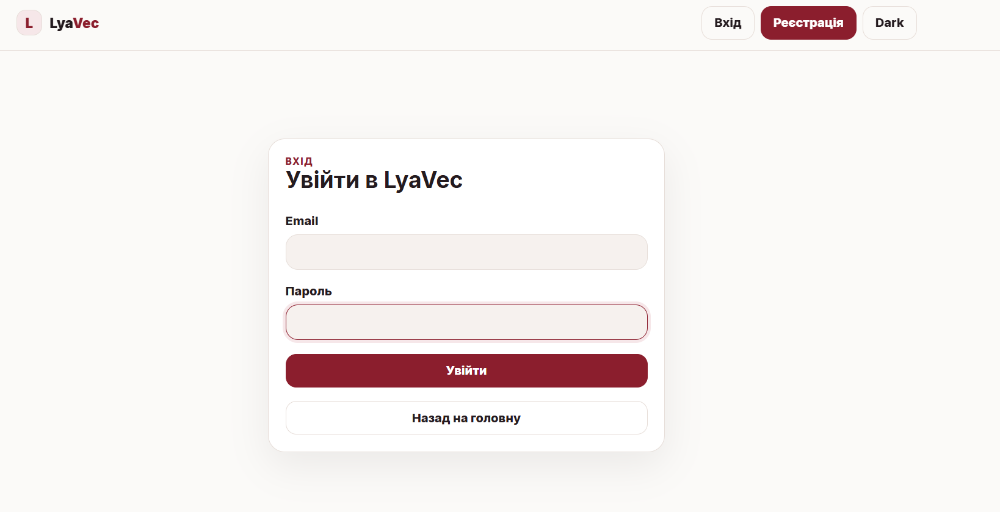 L LyaVec
Вхід Реєстрація Dark
ВХІД
Увійти в LyaVec
Email
Пароль
Увійти
Назад на головну